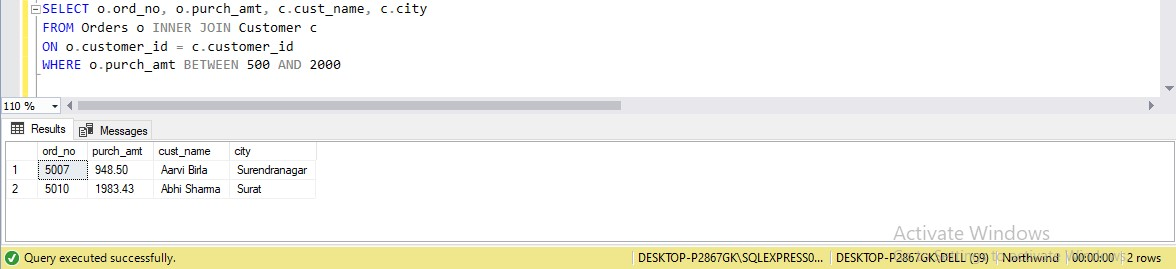 SELECT o.ord_no, o.purch_amt, c.cust_name, c.city
FROM Orders o INNER JOIN Customer c
ON o.customer_id = c.customer_id
WHERE o.purch_amt BETWEEN 500 AND 2000
110 %
Results Messages
ord_no purch_amt cust_name city
1 5007 948.50 Aarvi Birla Surendranagar
2 5010 1983.43 Abhi Sharma Surat
Activate Windows
Query executed successfully. DESKTOP-P2867GK\SQLEXPRESS0... DESKTOP-P2867GK\DELL (59) Northwind 00:00:00 2 rows